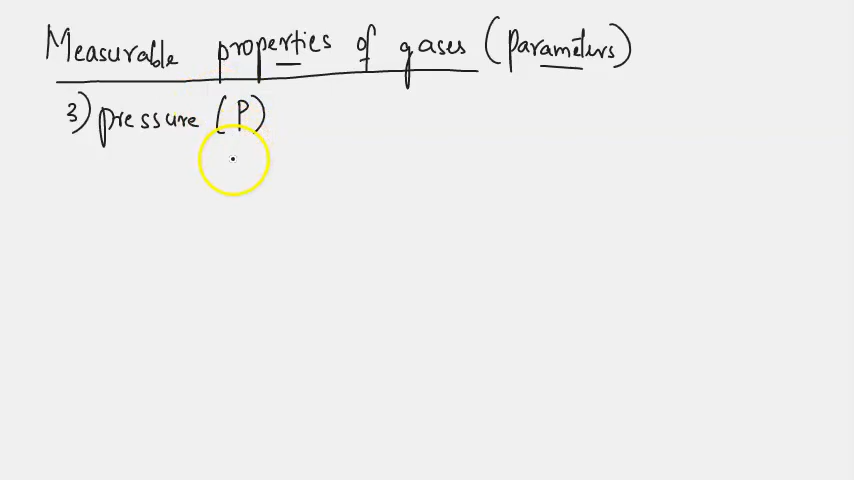 Measurable properties of gases (parameters)
3) pressure (P)